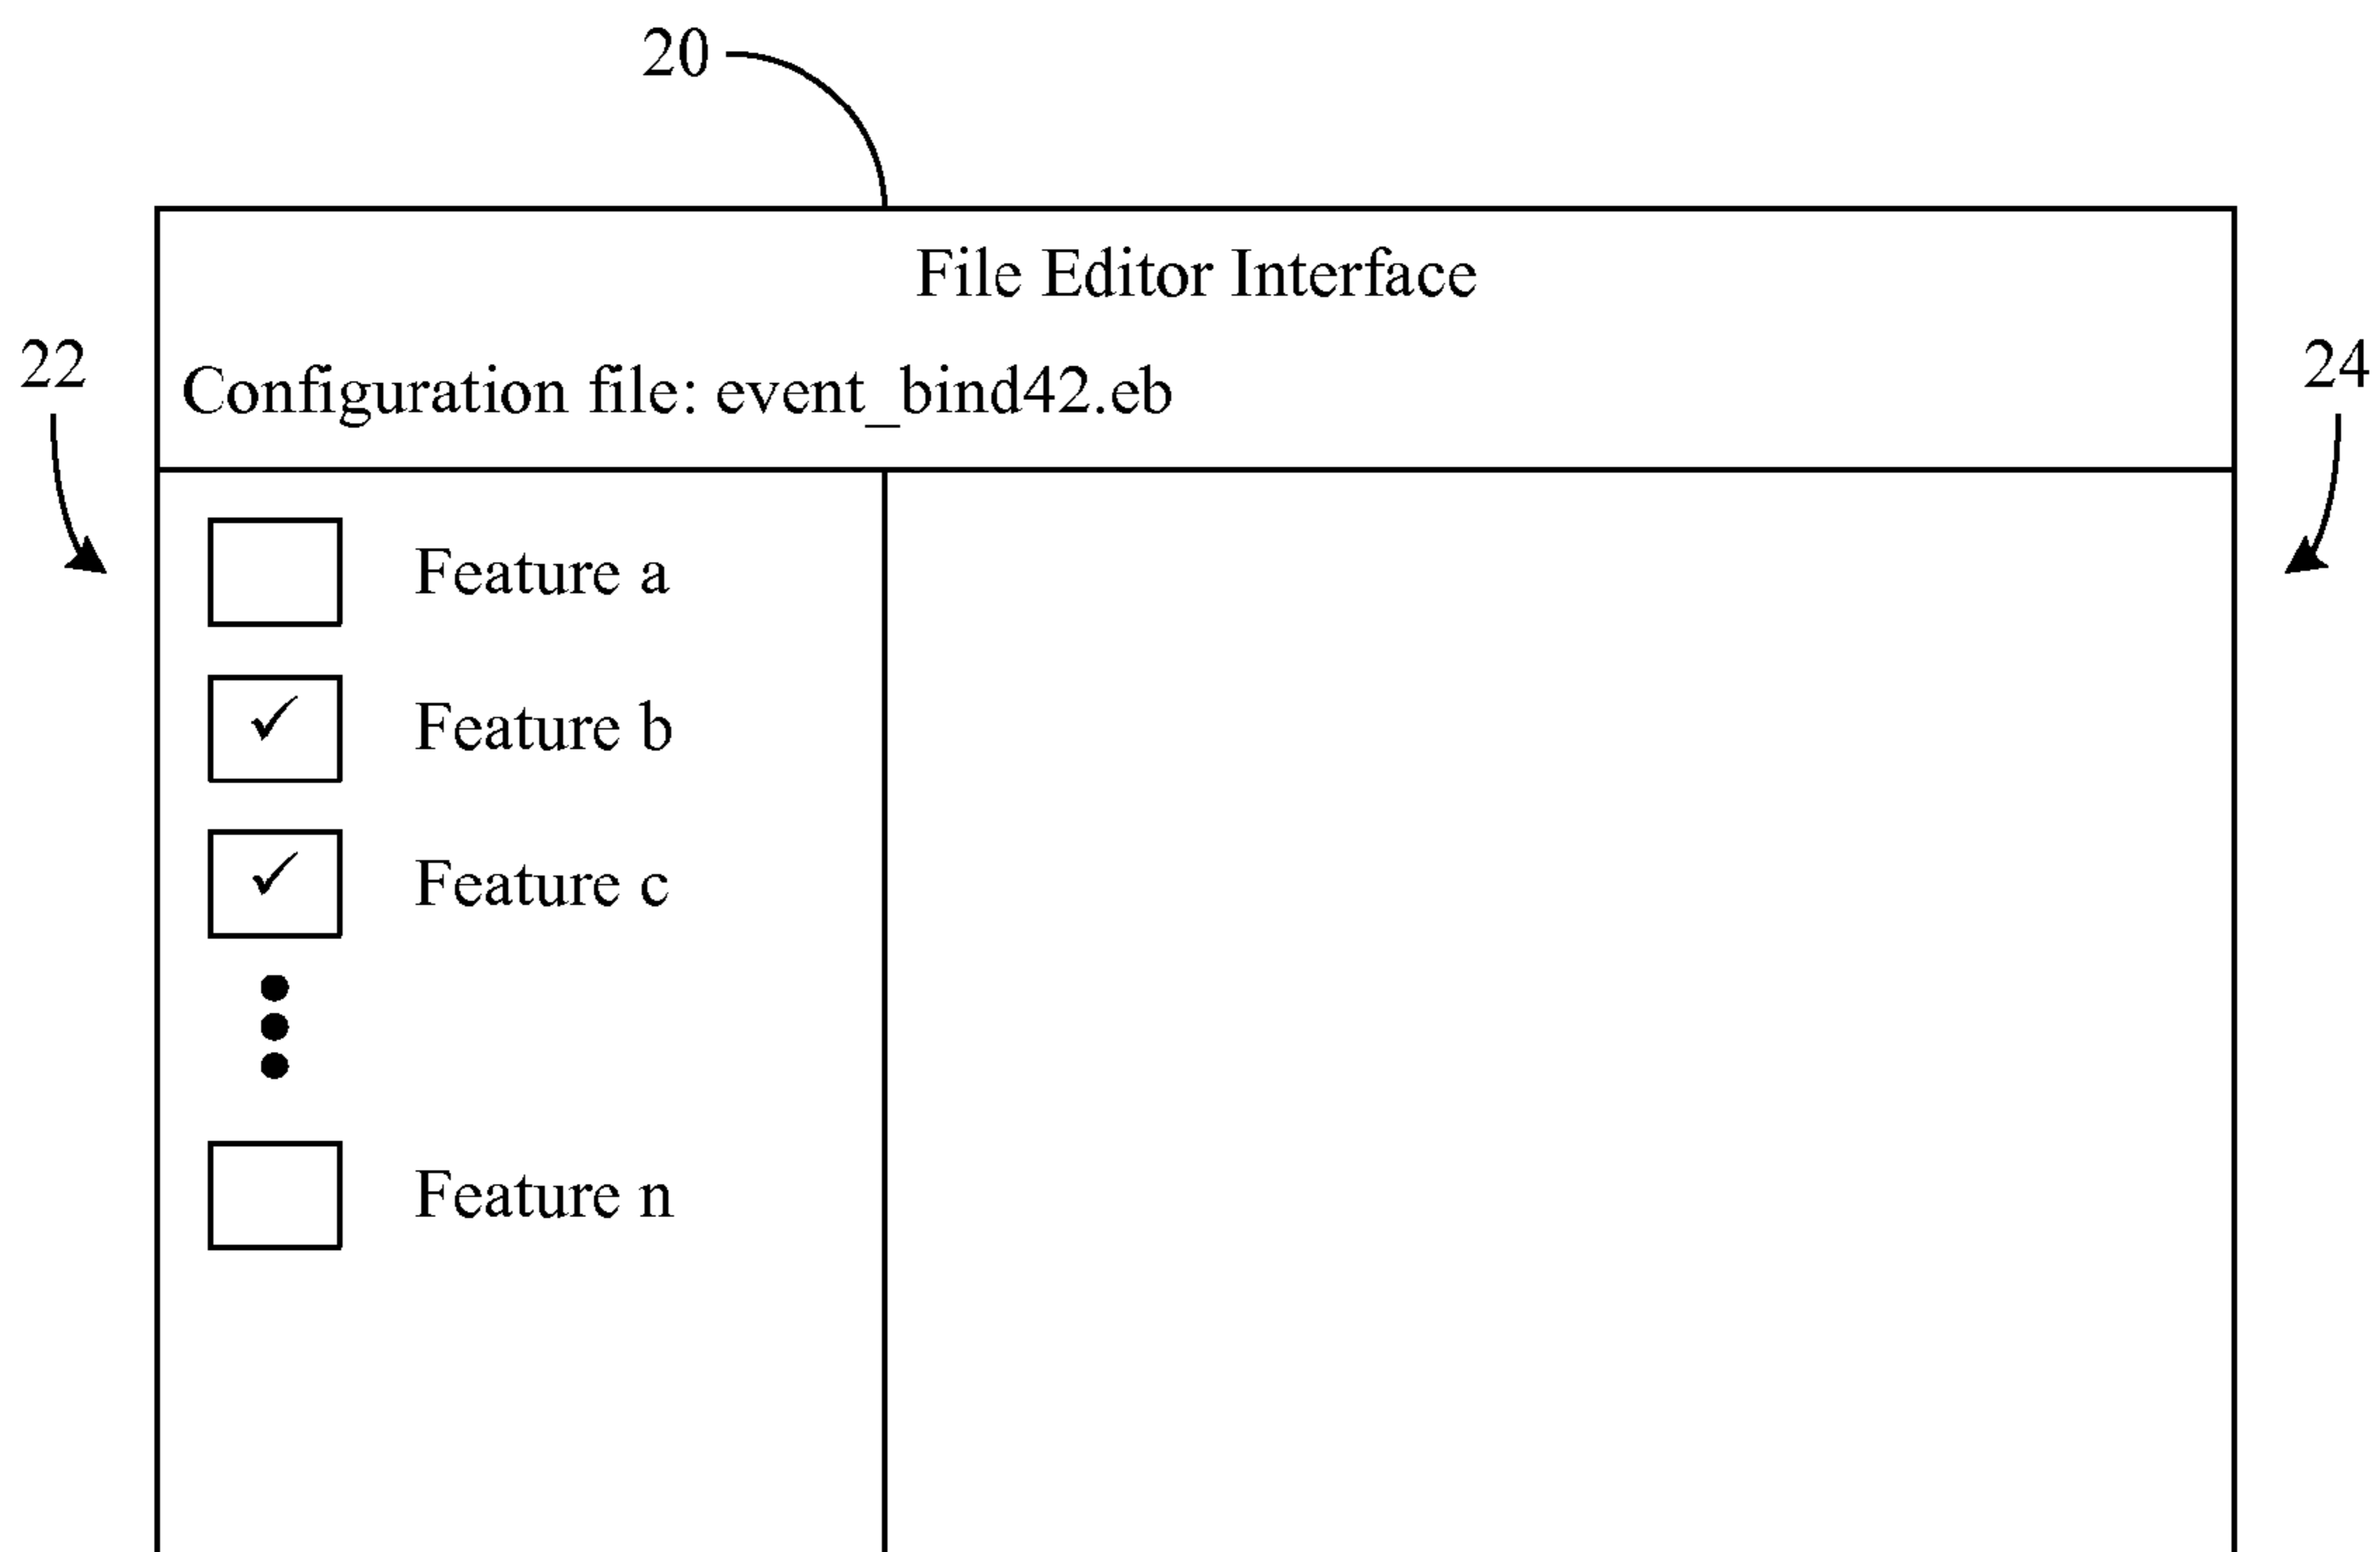 20
File Editor Interface
22
24
Configuration file: event_bind42.eb
Feature a
✓ Feature b
✓ Feature c
Feature n